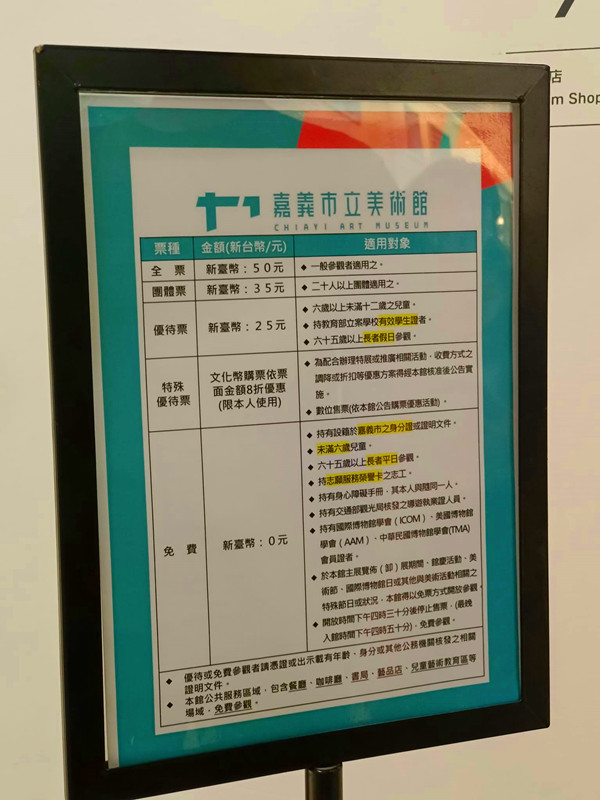 店
m Shop
嘉義市立美術館
CHIAYI ART MUSEUM
票種 金額(新台幣/元) 適用對象
全 票 新臺幣：50元 ◆ 一般參觀者適用之。
團體票 新臺幣：35元 ◆ 二十人以上團體適用之。
優待票 新臺幣：25元
◆ 六歲以上未滿十二之兒童。
◆ 持教育部立案學校有效學生證者。
◆ 六十五歲以上長者假日參觀。
特殊
優待票
文化幣購票依票
面金額8折優惠
(限本人使用)
◆ 為配合辦理特展或推廣相關活動，收費方式之
調降或折扣等優惠方案得經本館核准後公告實
施。
◆ 數位售票(依本館公告購票優惠活動)。
免 費 新臺幣：0元
◆ 持有設籍於嘉義市之身分證或證明文件。
◆ 未滿六歲兒童。
◆ 六十五歲以上長者平日參觀。
◆ 持志願服務榮譽卡之志工。
◆ 持有身心障礙手冊，其本人與隨同一人。
◆ 持有交通部觀光局核發之導遊執業證人員。
◆ 持有國際博物館學會（ICOM）、美國博物館
學會（AAM）、中華民國博物館學會(TMA)
會員證者。
◆ 於本館主展覽佈（卸）展期間、館慶活動、美
術節、國際博物館日或其他與美術活動相關之
特殊節日或狀況，本館得以免票方式開放參觀。
◆ 開放時間下午四時三十分後停止售票，(最晚
入館時間下午四時五十分)，免費參觀。
◆ 優待或免費參觀者請憑證或出示載有年齡、身分或其他公務機關核發之相關
證明文件。
◆ 本館公共服務區域，包含餐廳、咖啡廳、書局、藝品店、兒童藝術教育區等
場域，免費參觀。